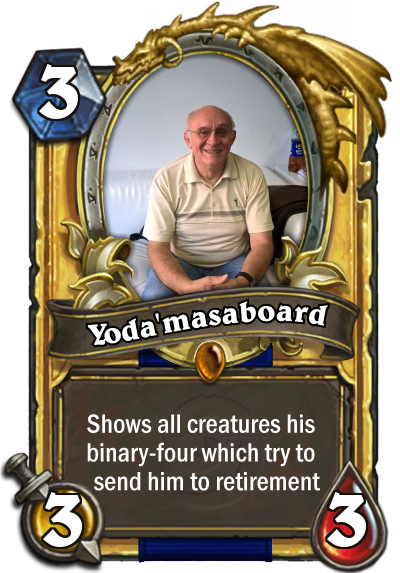 3
Yoda'masaboard
Shows all creatures his
binary-four which try to
send him to retirement
3
3